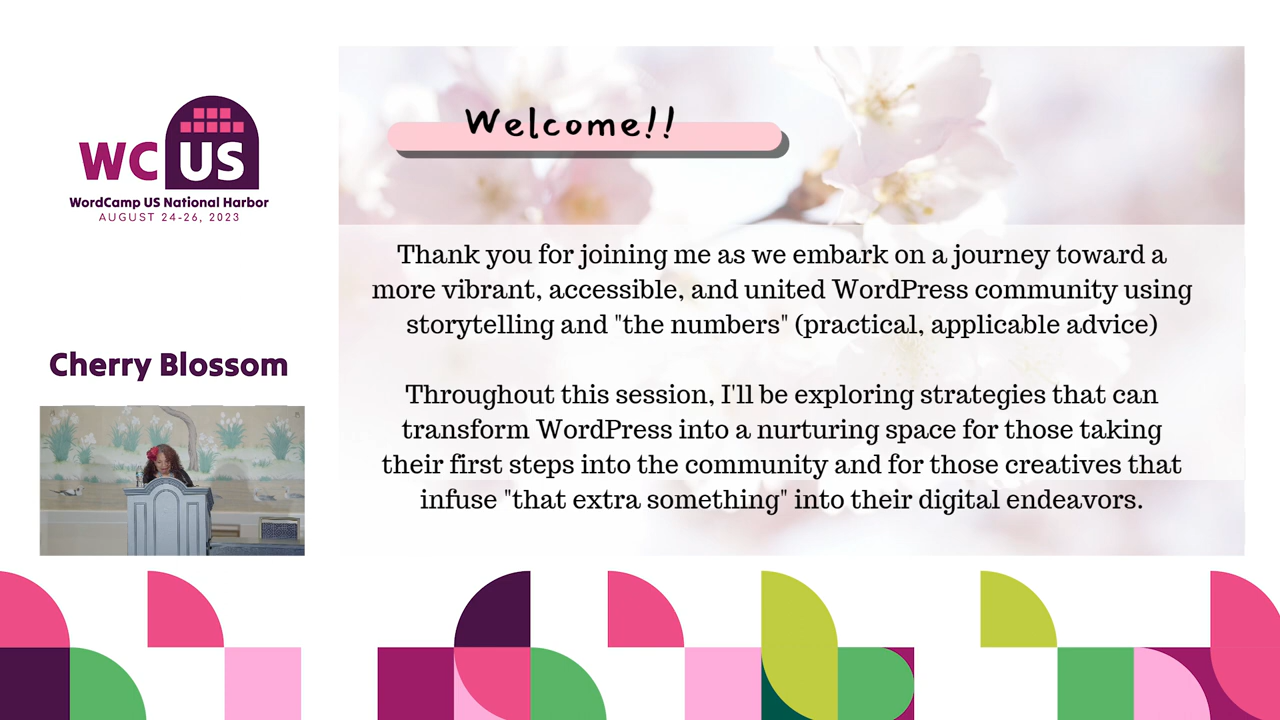 WC US
WordCamp US National Harbor
AUGUST 24-26, 2023
Cherry Blossom
Welcome!!
Thank you for joining me as we embark on a journey toward a
more vibrant, accessible, and united WordPress community using
storytelling and "the numbers" (practical, applicable advice)
Throughout this session, I'll be exploring strategies that can
transform WordPress into a nurturing space for those taking
their first steps into the community and for those creatives that
infuse "that extra something" into their digital endeavors.